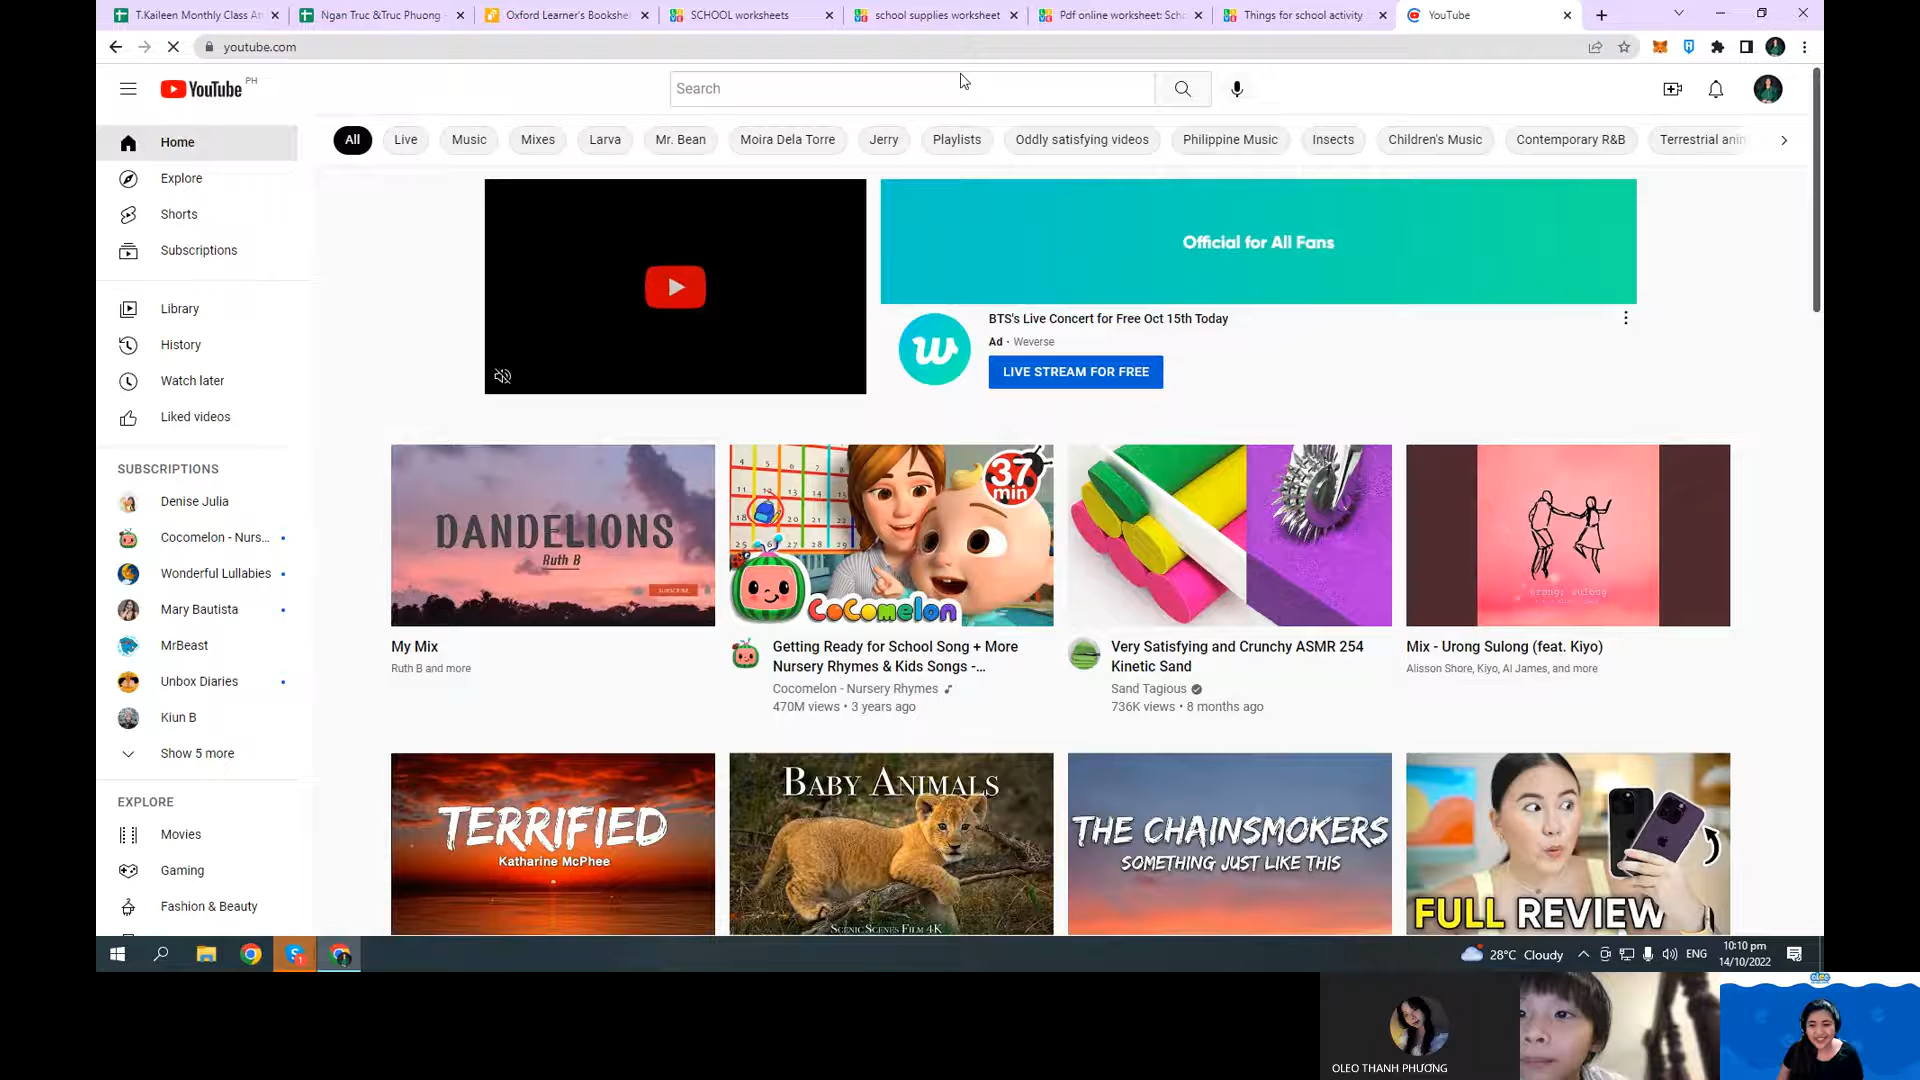 T.Kaileen Monthly Class At
Ngan Truc &Truc Phuong -
Oxford Learner's Bookshe
SCHOOL worksheets
school supplies worksheet
Pdf online worksheet: Sch
Things for school activity
YouTube
youtube.com
YouTube PH
Search
All
Live
Music
Mixes
Larva
Mr. Bean
Moira Dela Torre
Jerry
Playlists
Oddly satisfying videos
Philippine Music
Insects
Children's Music
Contemporary R&B
Terrestrial anim
Home
Explore
Shorts
Subscriptions
Library
History
Watch later
Liked videos
SUBSCRIPTIONS
Denise Julia
Cocomelon - Nurs...
Wonderful Lullabies
Mary Bautista
MrBeast
Unbox Diaries
Kiun B
Show 5 more
EXPLORE
Movies
Gaming
Fashion & Beauty
Official for All Fans
BTS's Live Concert for Free Oct 15th Today
Ad · Weverse
LIVE STREAM FOR FREE
DANDELIONS
Ruth B
SUBSCRIBE
My Mix
Ruth B and more
37
min
CoComelon
Getting Ready for School Song + More
Nursery Rhymes & Kids Songs -...
Cocomelon - Nursery Rhymes
470M views • 3 years ago
Very Satisfying and Crunchy ASMR 254
Kinetic Sand
Sand Tagious
736K views • 8 months ago
urong; sulong
Mix - Urong Sulong (feat. Kiyo)
Alisson Shore, Kiyo, Al James, and more
TERRIFIED
Katharine McPhee
BABY ANIMALS
SCENIC SCENES FILM 4K
THE CHAINSMOKERS
SOMETHING JUST LIKE THIS
FULL REVIEW
28°C Cloudy
ENG
10:10 pm
14/10/2022
OLEO THANH PHƯƠNG
oleo